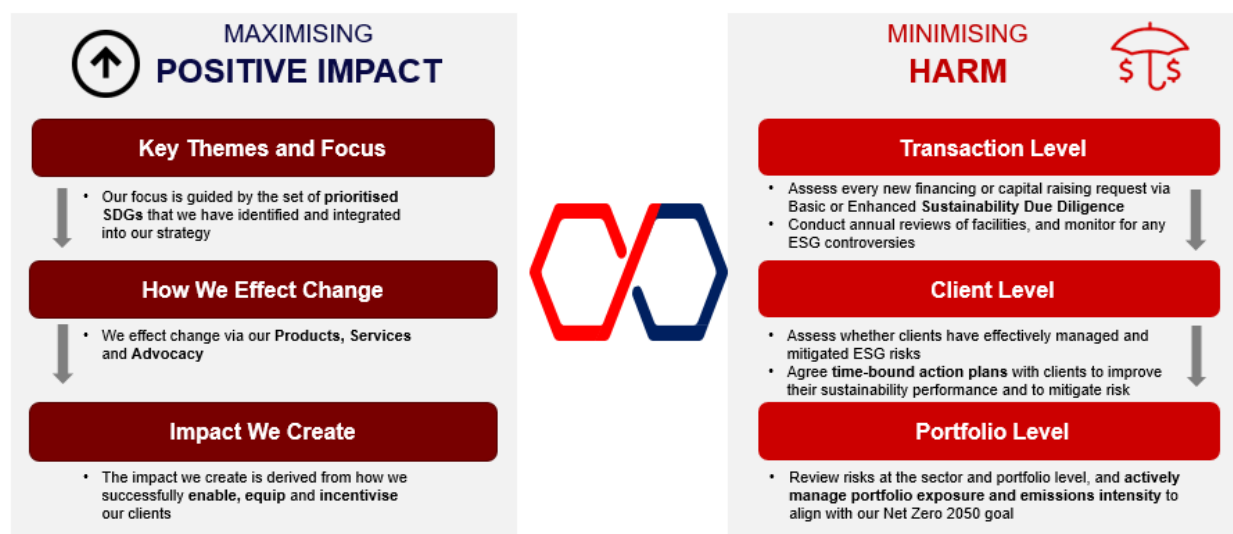 MAXIMISING
POSITIVE IMPACT
Key Themes and Focus
• Our focus is guided by the set of prioritised
SDGs that we have identified and integrated
into our strategy
How We Effect Change
• We effect change via our Products, Services
and Advocacy
Impact We Create
• The impact we create is derived from how we
successfully enable, equip and incentivise
our clients
MINIMISING
HARM
$ $
Transaction Level
• Assess every new financing or capital raising request via
Basic or Enhanced Sustainability Due Diligence
• Conduct annual reviews of facilities, and monitor for any
ESG controversies
Client Level
• Assess whether clients have effectively managed and
mitigated ESG risks
• Agree time-bound action plans with clients to improve
their sustainability performance and to mitigate risk
Portfolio Level
• Review risks at the sector and portfolio level, and actively
manage portfolio exposure and emissions intensity to
align with our Net Zero 2050 goal